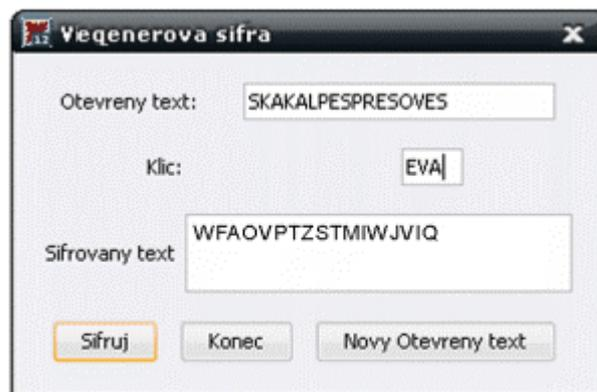 Veqenerova sifra
Otevreny text: SKAKALPESPRESOVES
Klic: EVA
Sifrovany text WFAOVPTZSTMIWJVIQ
Sifruj Konec Novy Otevreny text